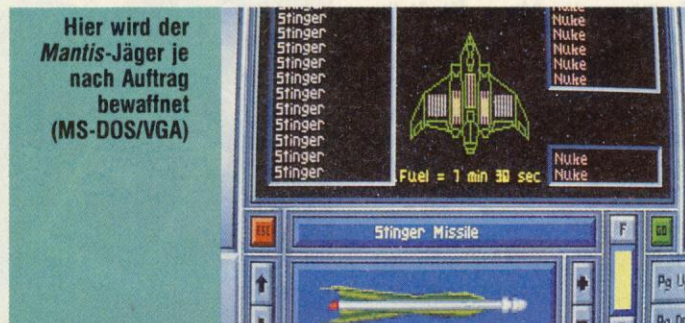 Hier wird der
Mantis-Jäger je
nach Auftrag
bewaffnet
(MS-DOS/VGA)
Stinger
Stinger
Stinger
Stinger
Stinger
Stinger
Stinger
Stinger
Stinger
Stinger
Stinger
Stinger
Nuke
Nuke
Nuke
Nuke
Nuke
Nuke
Nuke
Nuke
Fuel = 1 min 30 sec
ESC
Stinger Missile
F
GO
Pg
Pg